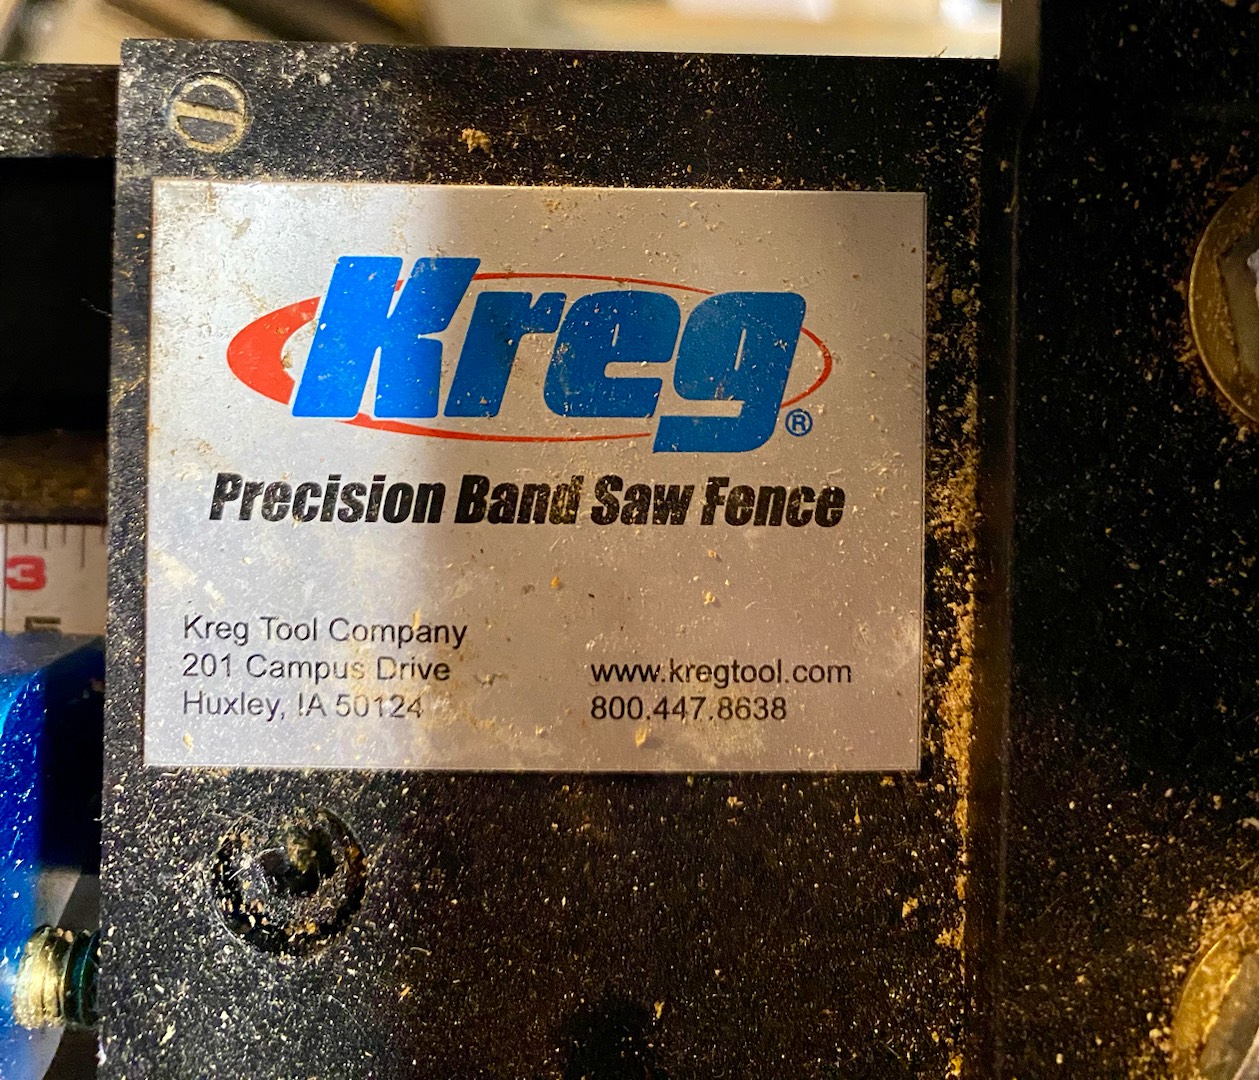 Kreg®
Precision Band Saw Fence
Kreg Tool Company
201 Campus Drive
Huxley, IA 50124
www.kregtool.com
800.447.8638
3